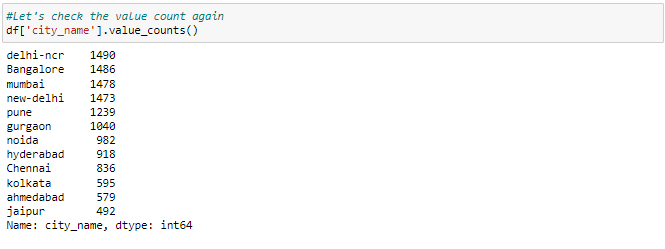 #Let's check the value count again
df['city_name'].value_counts()
delhi-ncr    1490
Bangalore    1486
mumbai       1478
new-delhi    1473
pune         1239
gurgaon      1040
noida         982
hyderabad     918
Chennai       836
kolkata       595
ahmedabad     579
jaipur        492
Name: city_name, dtype: int64